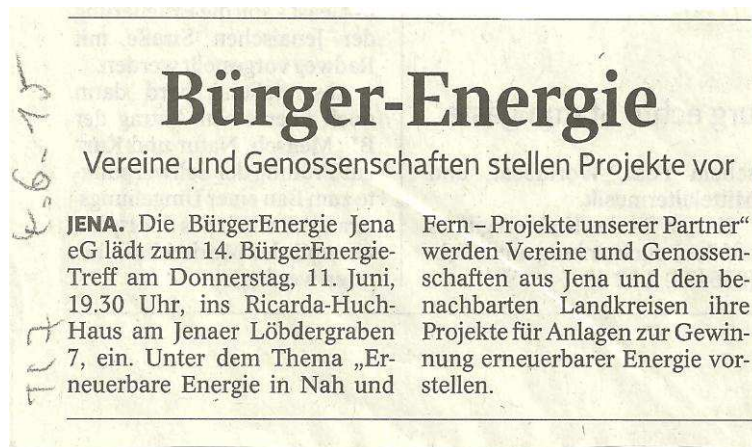 Bürger-Energie
Vereine und Genossenschaften stellen Projekte vor
JENA. Die BürgerEnergie Jena
eG lädt zum 14. BürgerEnergie-
Treff am Donnerstag, 11. Juni,
19.30 Uhr, ins Ricarda-Huch-
Haus am Jenaer Löbdergraben
7, ein. Unter dem Thema „Er-
neuerbare Energie in Nah und
Fern – Projekte unserer Partner“
werden Vereine und Genossen-
schaften aus Jena und den be-
nachbarten Landkreisen ihre
Projekte für Anlagen zur Gewin-
nung erneuerbarer Energie vor-
stellen.